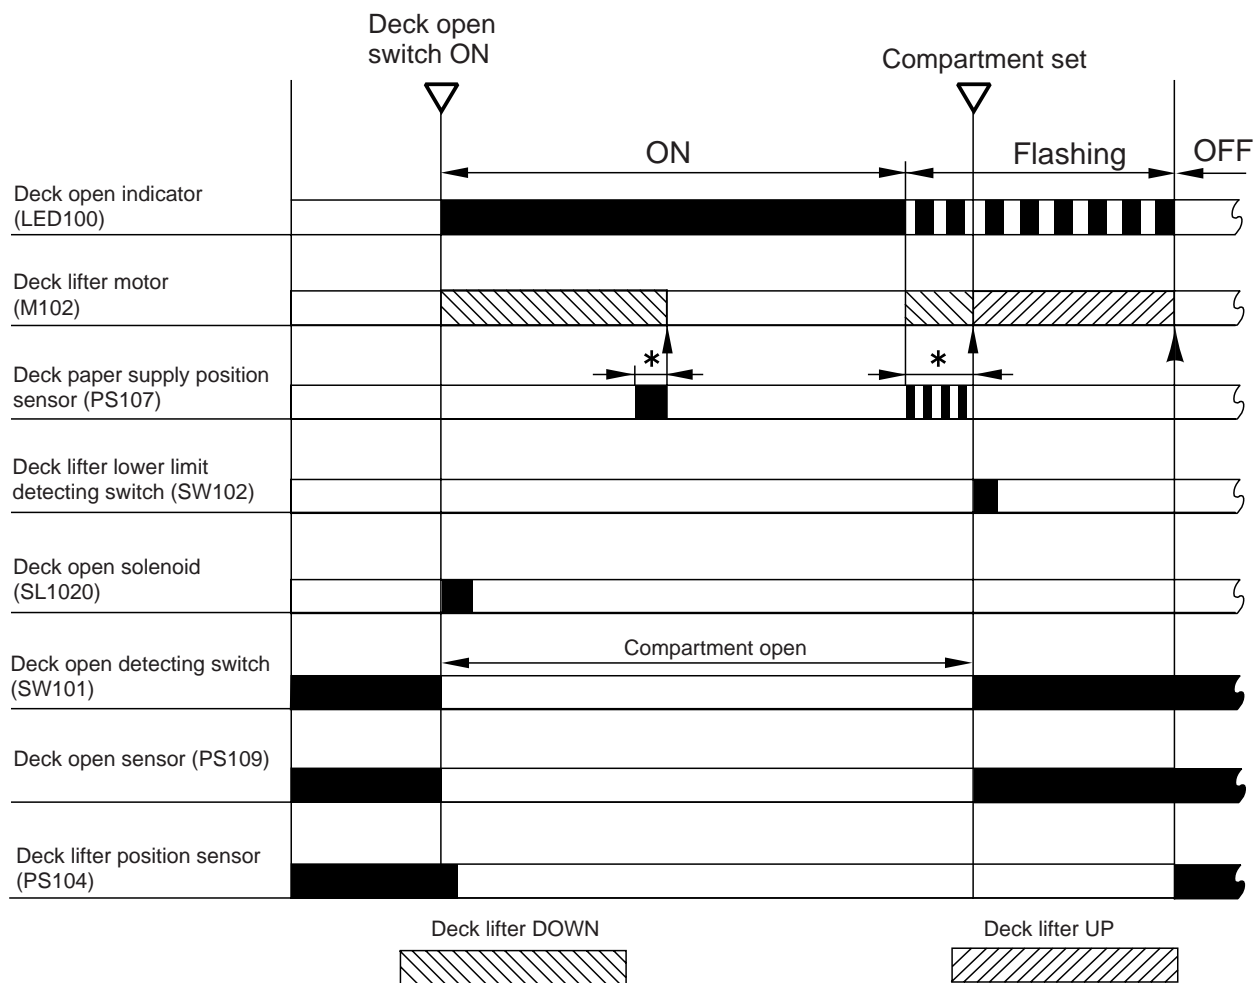 Deck open
switch ON
Compartment set
ON
Flashing
OFF
Deck open indicator
(LED100)
Deck lifter motor
(M102)
*
*
Deck paper supply position
sensor (PS107)
Deck lifter lower limit
detecting switch (SW102)
Deck open solenoid
(SL1020)
Compartment open
Deck open detecting switch
(SW101)
Deck open sensor (PS109)
Deck lifter position sensor
(PS104)
Deck lifter DOWN
Deck lifter UP